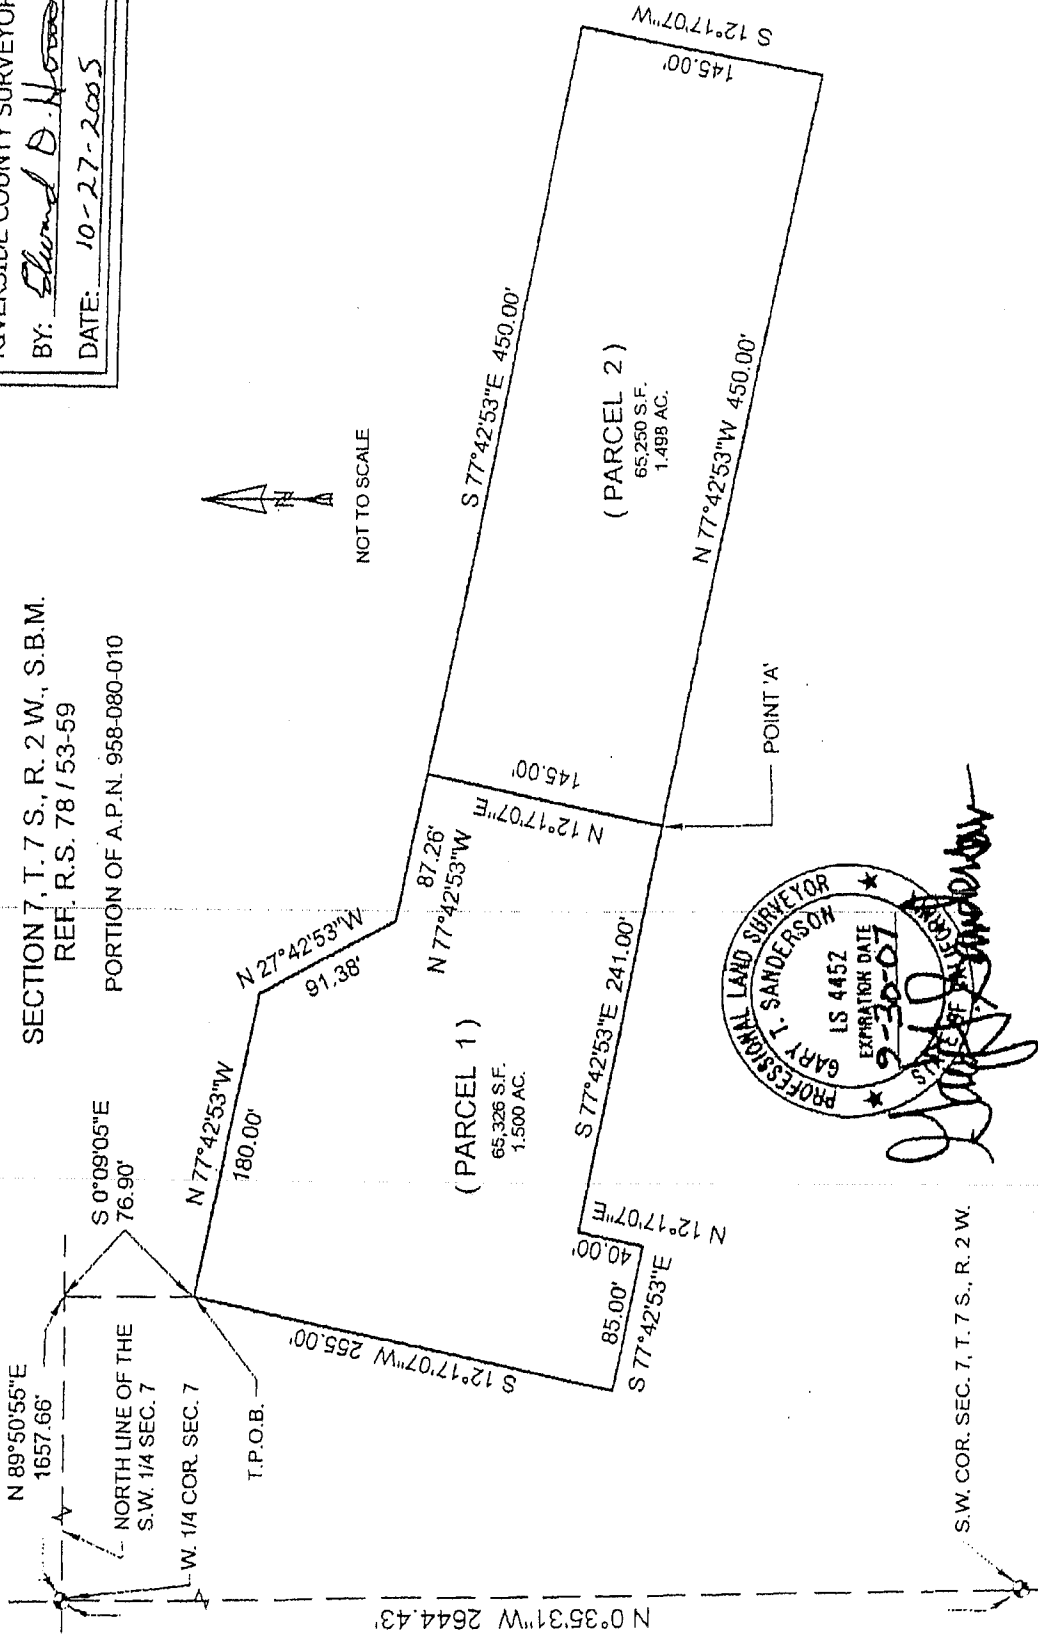 RIVERSIDE COUNTY SURVEYOR
BY: Edward D.
DATE: 10-27-2005
SECTION 7, T. 7 S., R. 2 W., S.B.M.
REF. R.S. 78 / 53-59
PORTION OF A.P.N. 958-080-010
N
NOT TO SCALE
N 89°50'55"E
1657.66'
NORTH LINE OF THE
S.W. 1/4 SEC. 7
W. 1/4 COR. SEC. 7
S 0°09'05"E
76.90'
T.P.O.B.
N 77°42'53"W
180.00'
N 27°42'53"W
91.38'
87.26'
N 77°42'53"W
S 77°42'53"E 450.00'
S 12°17'07"W
145.00'
( PARCEL 2 )
65,250 S.F.
1.498 AC.
N 77°42'53"W 450.00'
145.00'
N 12°17'07"E
POINT 'A'
( PARCEL 1 )
65,326 S.F.
1.500 AC.
S 77°42'53"E 241.00'
N 12°17'07"E
40.00'
85.00'
S 77°42'53"E
S 12°17'07"W 255.00'
N 0°35'31"W 2644.43'
S.W. COR. SEC. 7, T. 7 S., R. 2 W.
PROFESSIONAL LAND SURVEYOR
GARY T. SANDERSON
LS 4452
EXPIRATION DATE
9-30-07
STATE OF CALIFORNIA